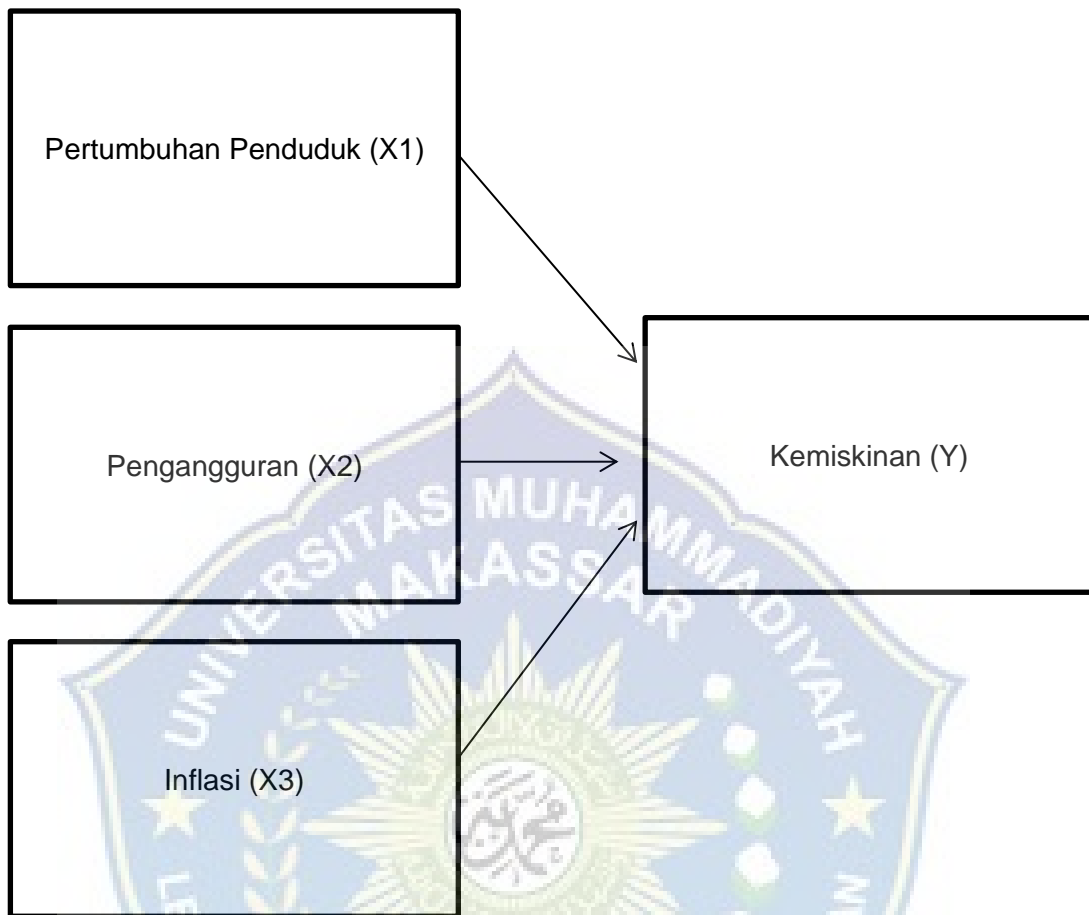 Pertumbuhan Penduduk (X1)
Pengangguran (X2)
Kemiskinan (Y)
Inflasi (X3)
UNIVERSITAS MUHAMMADIYAH
MAKASSAR